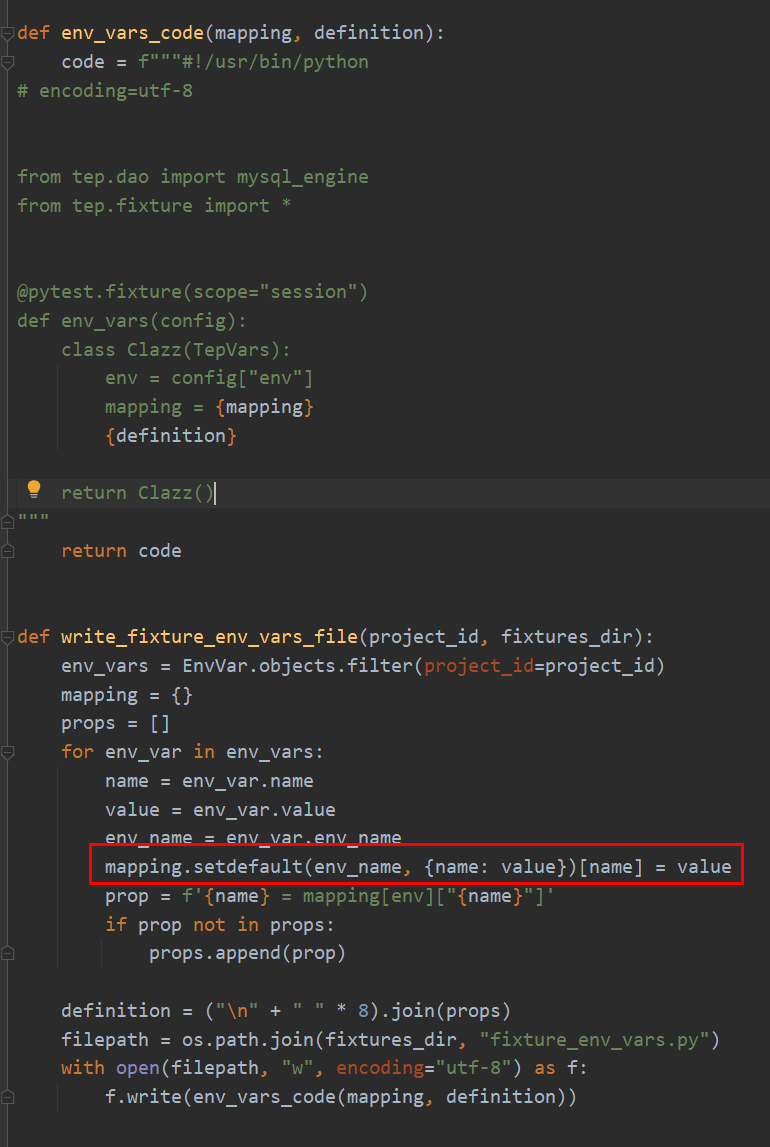 def env_vars_code(mapping, definition):
    code = f"""#!/usr/bin/python
# encoding=utf-8
from tep.dao import mysql_engine
from tep.fixture import *
@pytest.fixture(scope="session")
def env_vars(config):
    class Clazz(TepVars):
        env = config["env"]
        mapping = {mapping}
        {definition}
    return Clazz()
"""
    return code
def write_fixture_env_vars_file(project_id, fixtures_dir):
    env_vars = EnvVar.objects.filter(project_id=project_id)
    mapping = {}
    props = []
    for env_var in env_vars:
        name = env_var.name
        value = env_var.value
        env_name = env_var.env_name
        mapping.setdefault(env_name, {name: value})[name] = value
        prop = f'{name} = mapping[env]["{name}"]'
        if prop not in props:
            props.append(prop)
    definition = ("\n" + " " * 8).join(props)
    filepath = os.path.join(fixtures_dir, "fixture_env_vars.py")
    with open(filepath, "w", encoding="utf-8") as f:
        f.write(env_vars_code(mapping, definition))